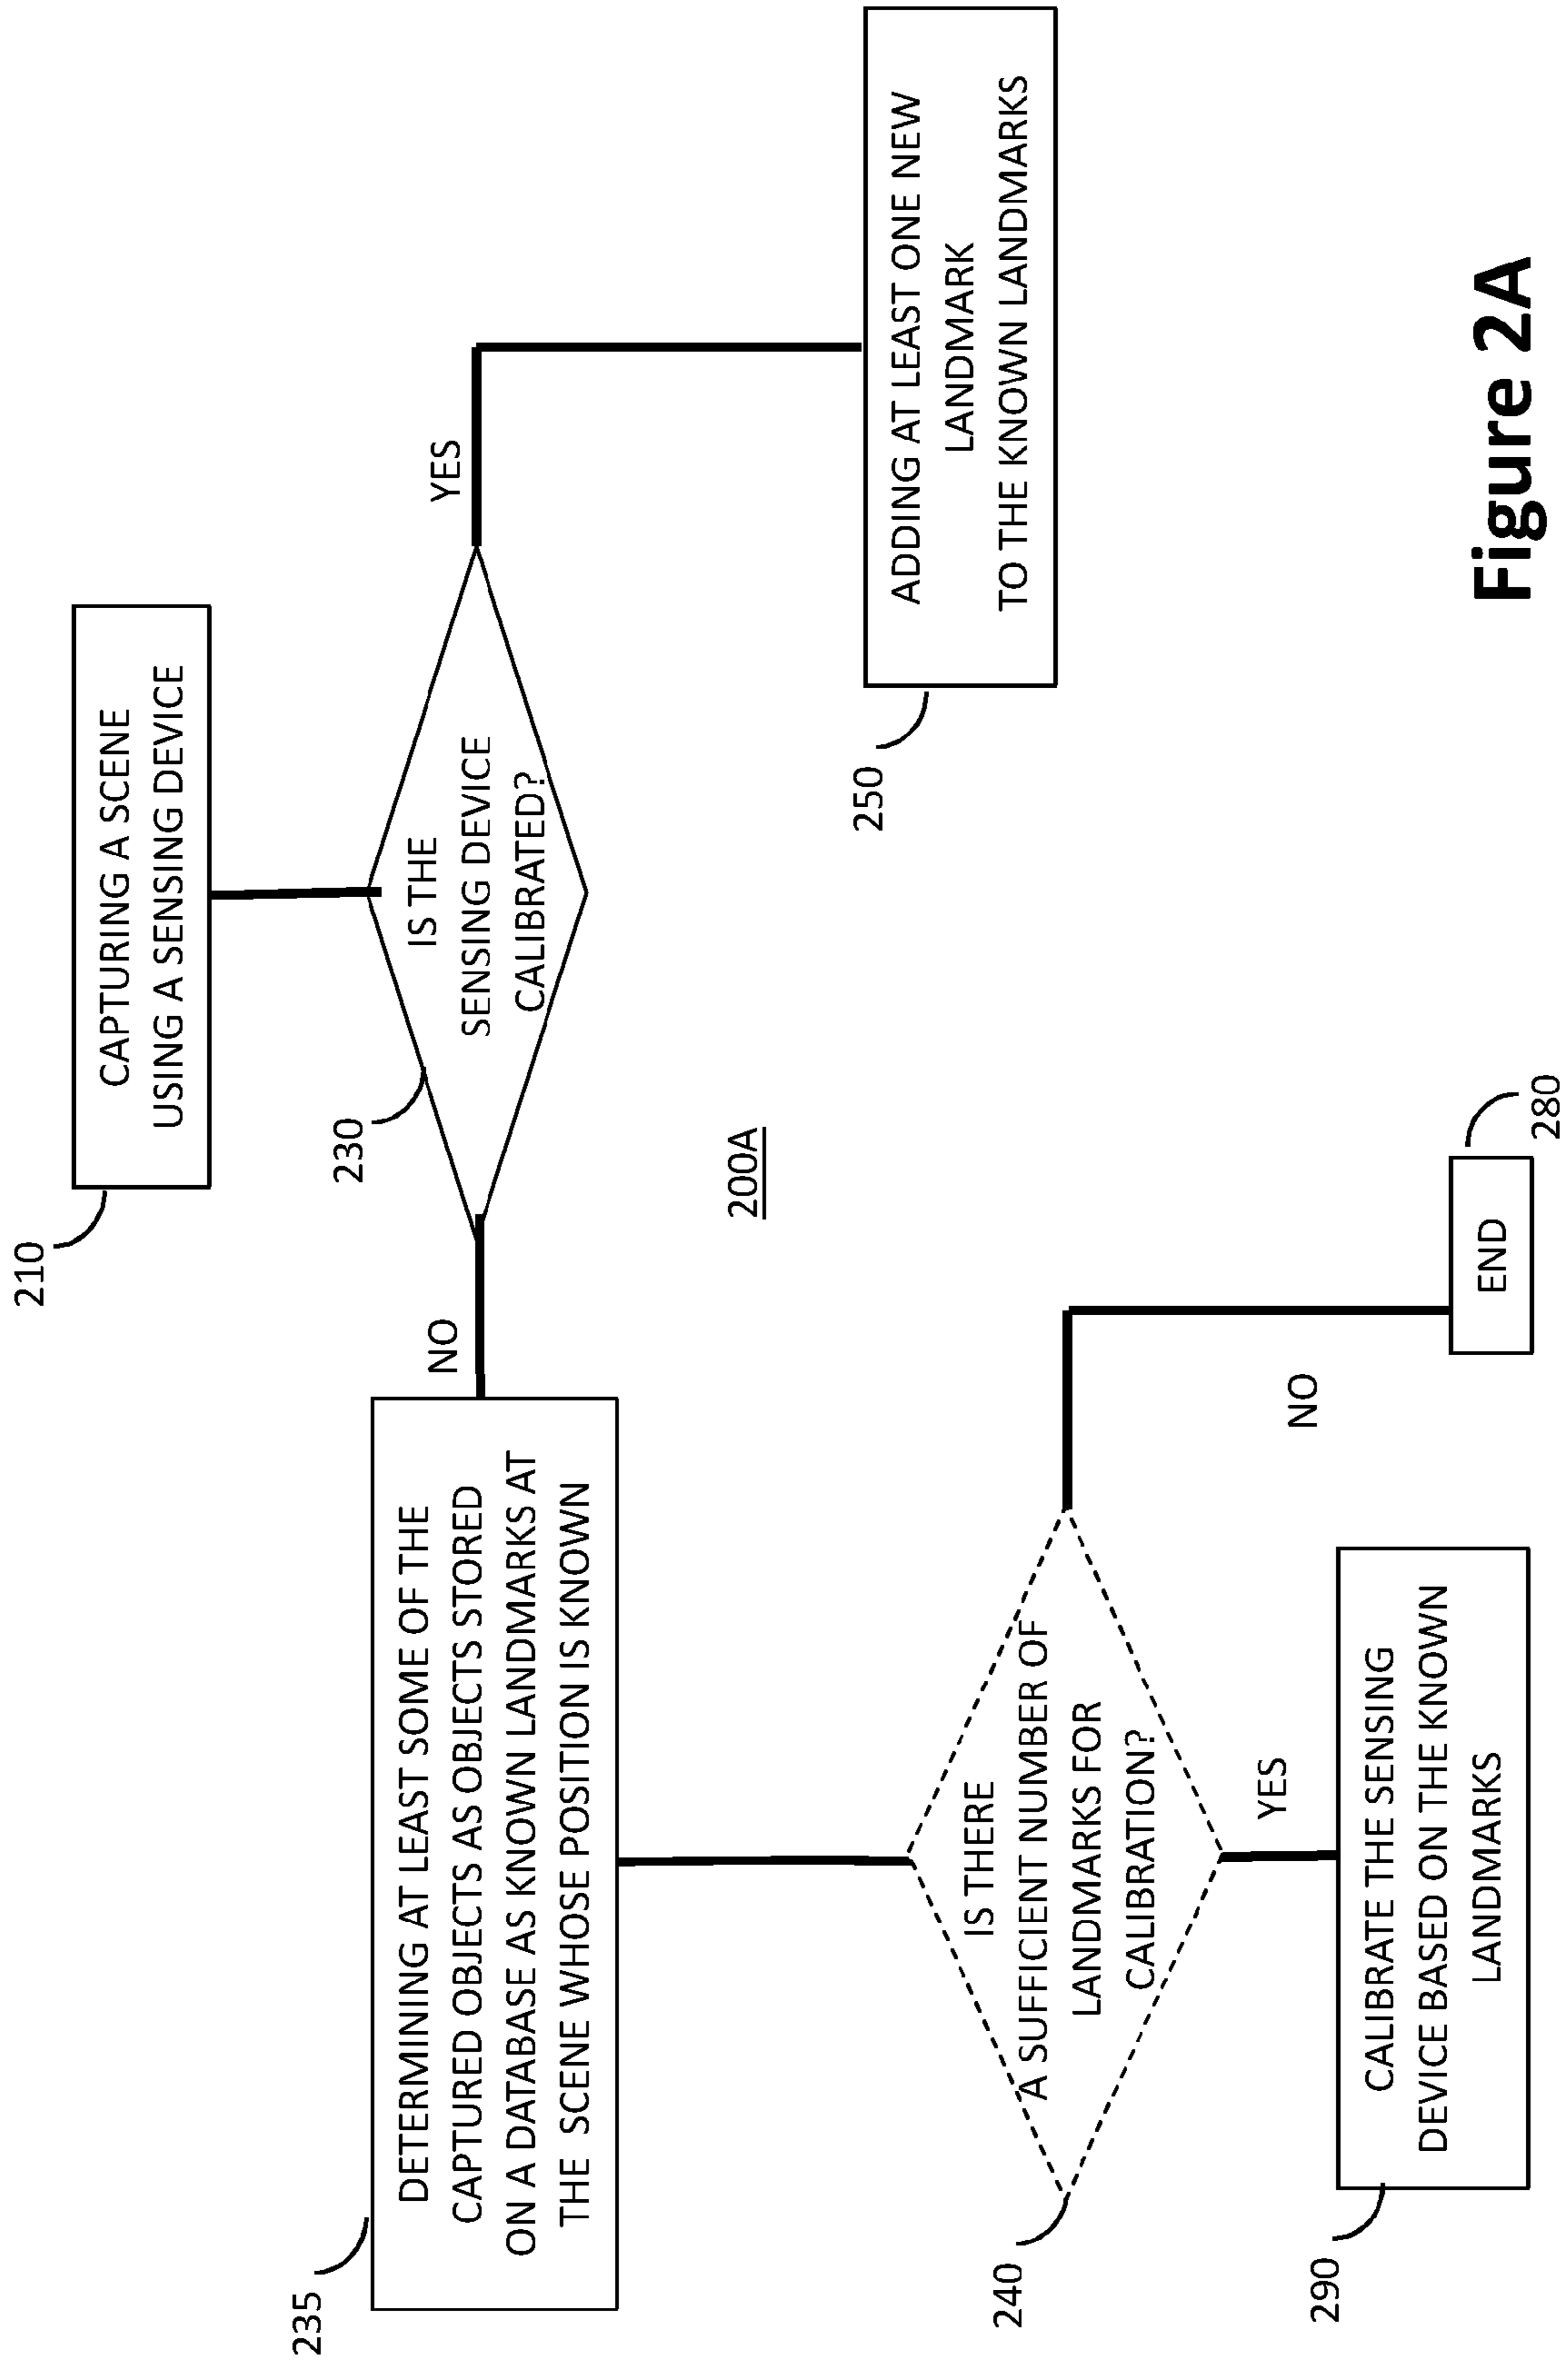 210
CAPTURING A SCENE
USING A SENSING DEVICE
230
IS THE
SENSING DEVICE
CALIBRATED?
NO
YES
235
DETERMINING AT LEAST SOME OF THE
CAPTURED OBJECTS AS OBJECTS STORED
ON A DATABASE AS KNOWN LANDMARKS AT
THE SCENE WHOSE POSITION IS KNOWN
200A
250
ADDING AT LEAST ONE NEW
LANDMARK
TO THE KNOWN LANDMARKS
240
IS THERE
A SUFFICIENT NUMBER OF
LANDMARKS FOR
CALIBRATION?
YES
NO
290
CALIBRATE THE SENSING
DEVICE BASED ON THE KNOWN
LANDMARKS
END
280
Figure 2A